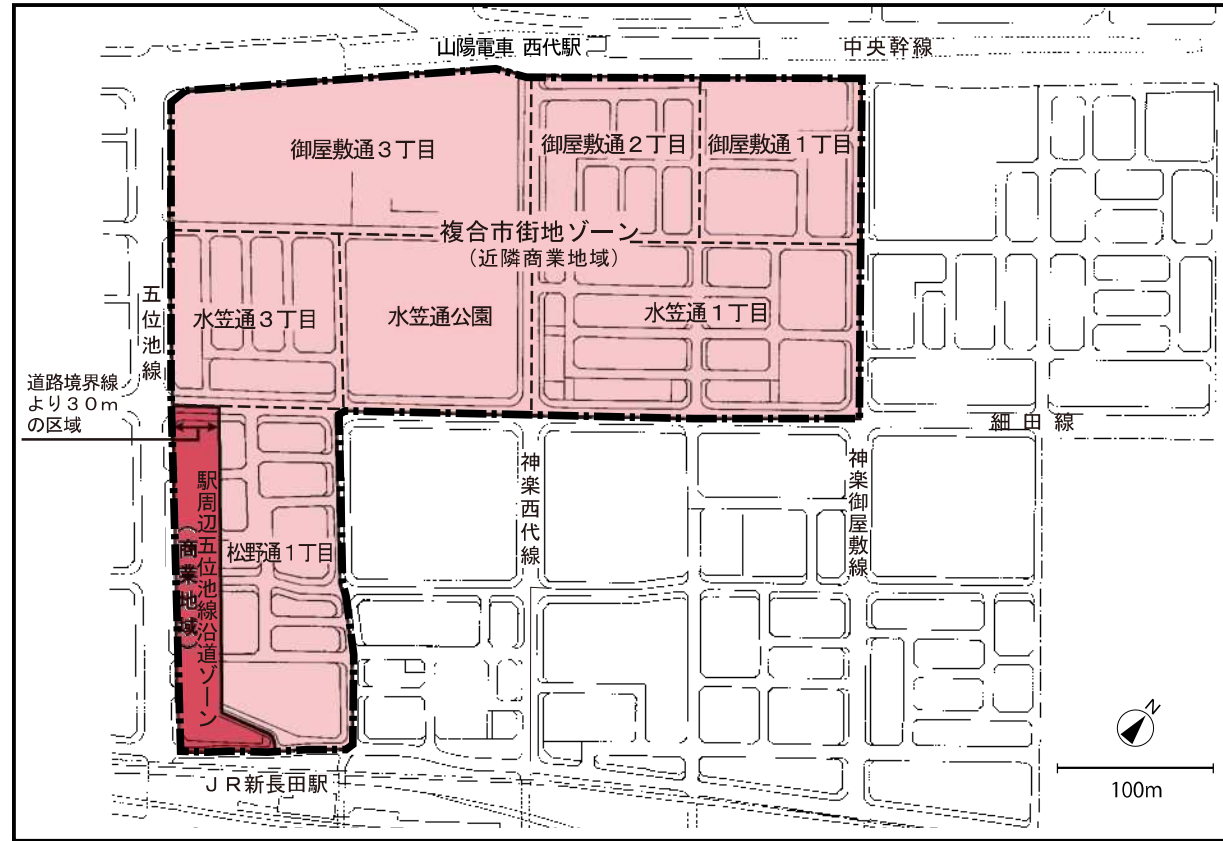 山陽電車 西代駅
中央幹線
御屋敷通３丁目
御屋敷通２丁目
御屋敷通１丁目
複合市街地ゾーン
（近隣商業地域）
五位池線
水笠通３丁目
水笠通公園
水笠通１丁目
道路境界線
より３０ｍ
の区域
細田線
駅周辺五位池線沿道ゾーン
（商業地域）
松野通１丁目
神楽西代線
神楽御屋敷線
ＪＲ新長田駅
N
100m